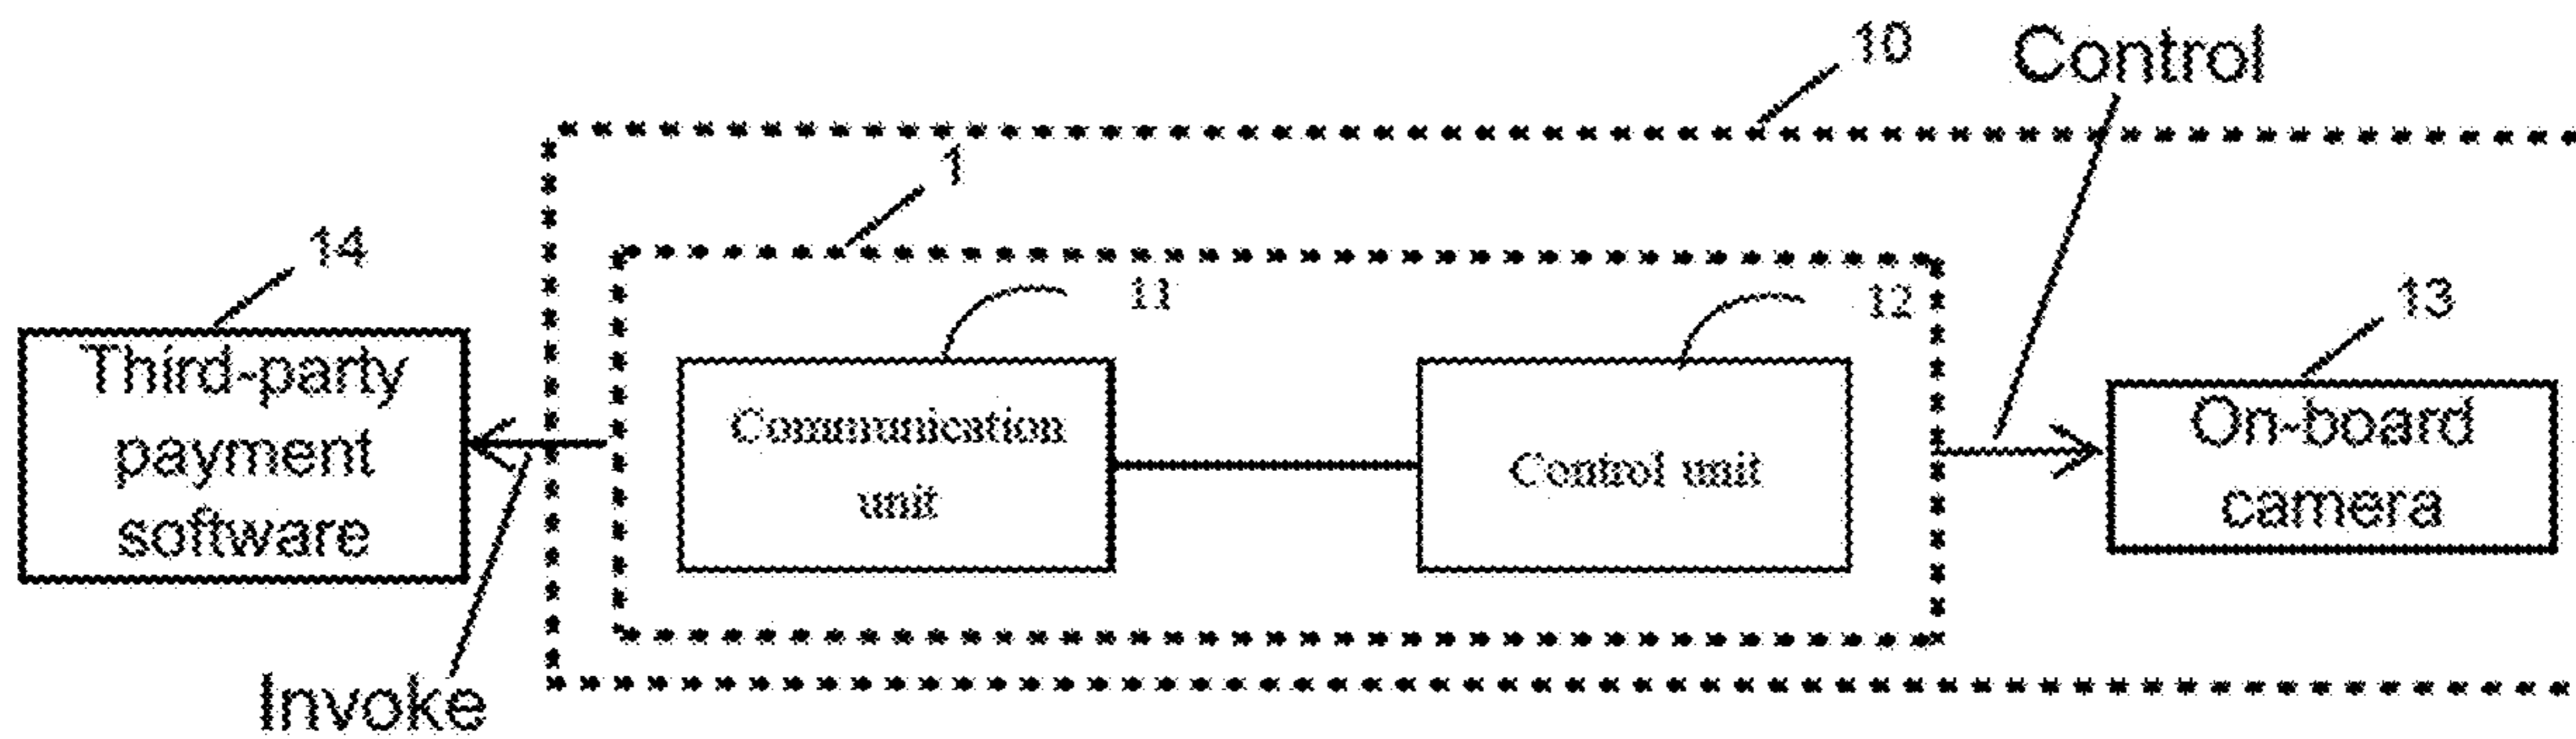 10
Control
1
14
11
12
13
Third-party
payment
software
Communication
unit
Control unit
On-board
camera
Invoke